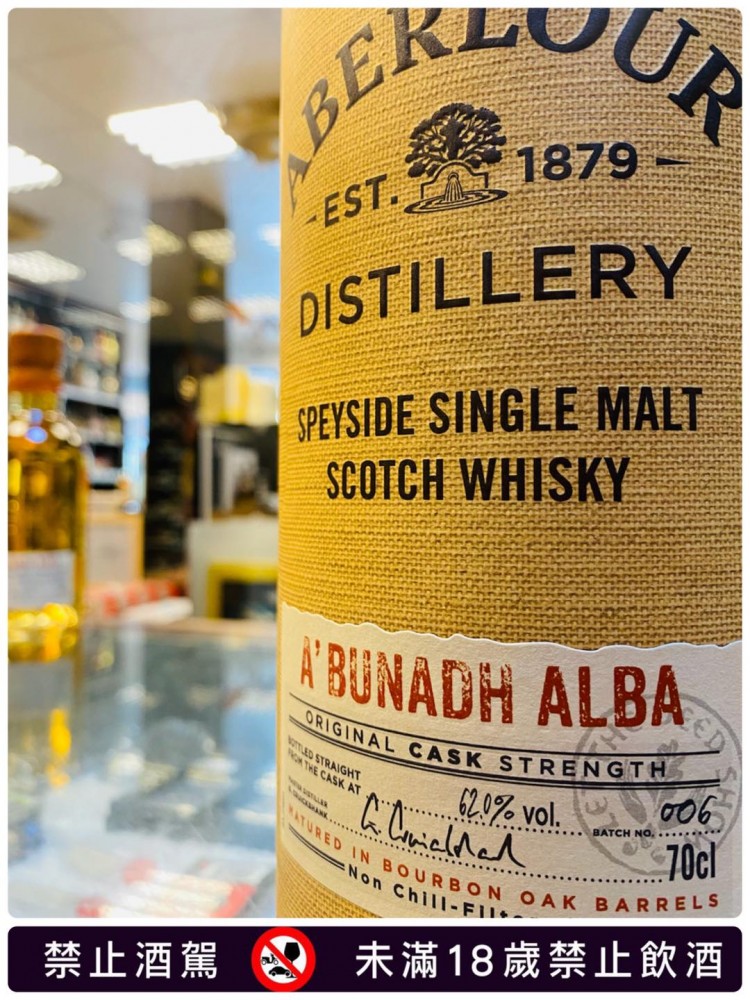 ABERLOUR
EST. 1879
DISTILLERY
SPEYSIDE SINGLE MALT
SCOTCH WHISKY
A'BUNADH ALBA
ORIGINAL CASK STRENGTH
BOTTLED STRAIGHT
FROM THE CASK AT
62.0% vol.
BATCH NO. 006
70cl
MATURED IN BOURBON OAK BARRELS
Non Chill-Filte
禁止酒駕
未滿18歲禁止飲酒